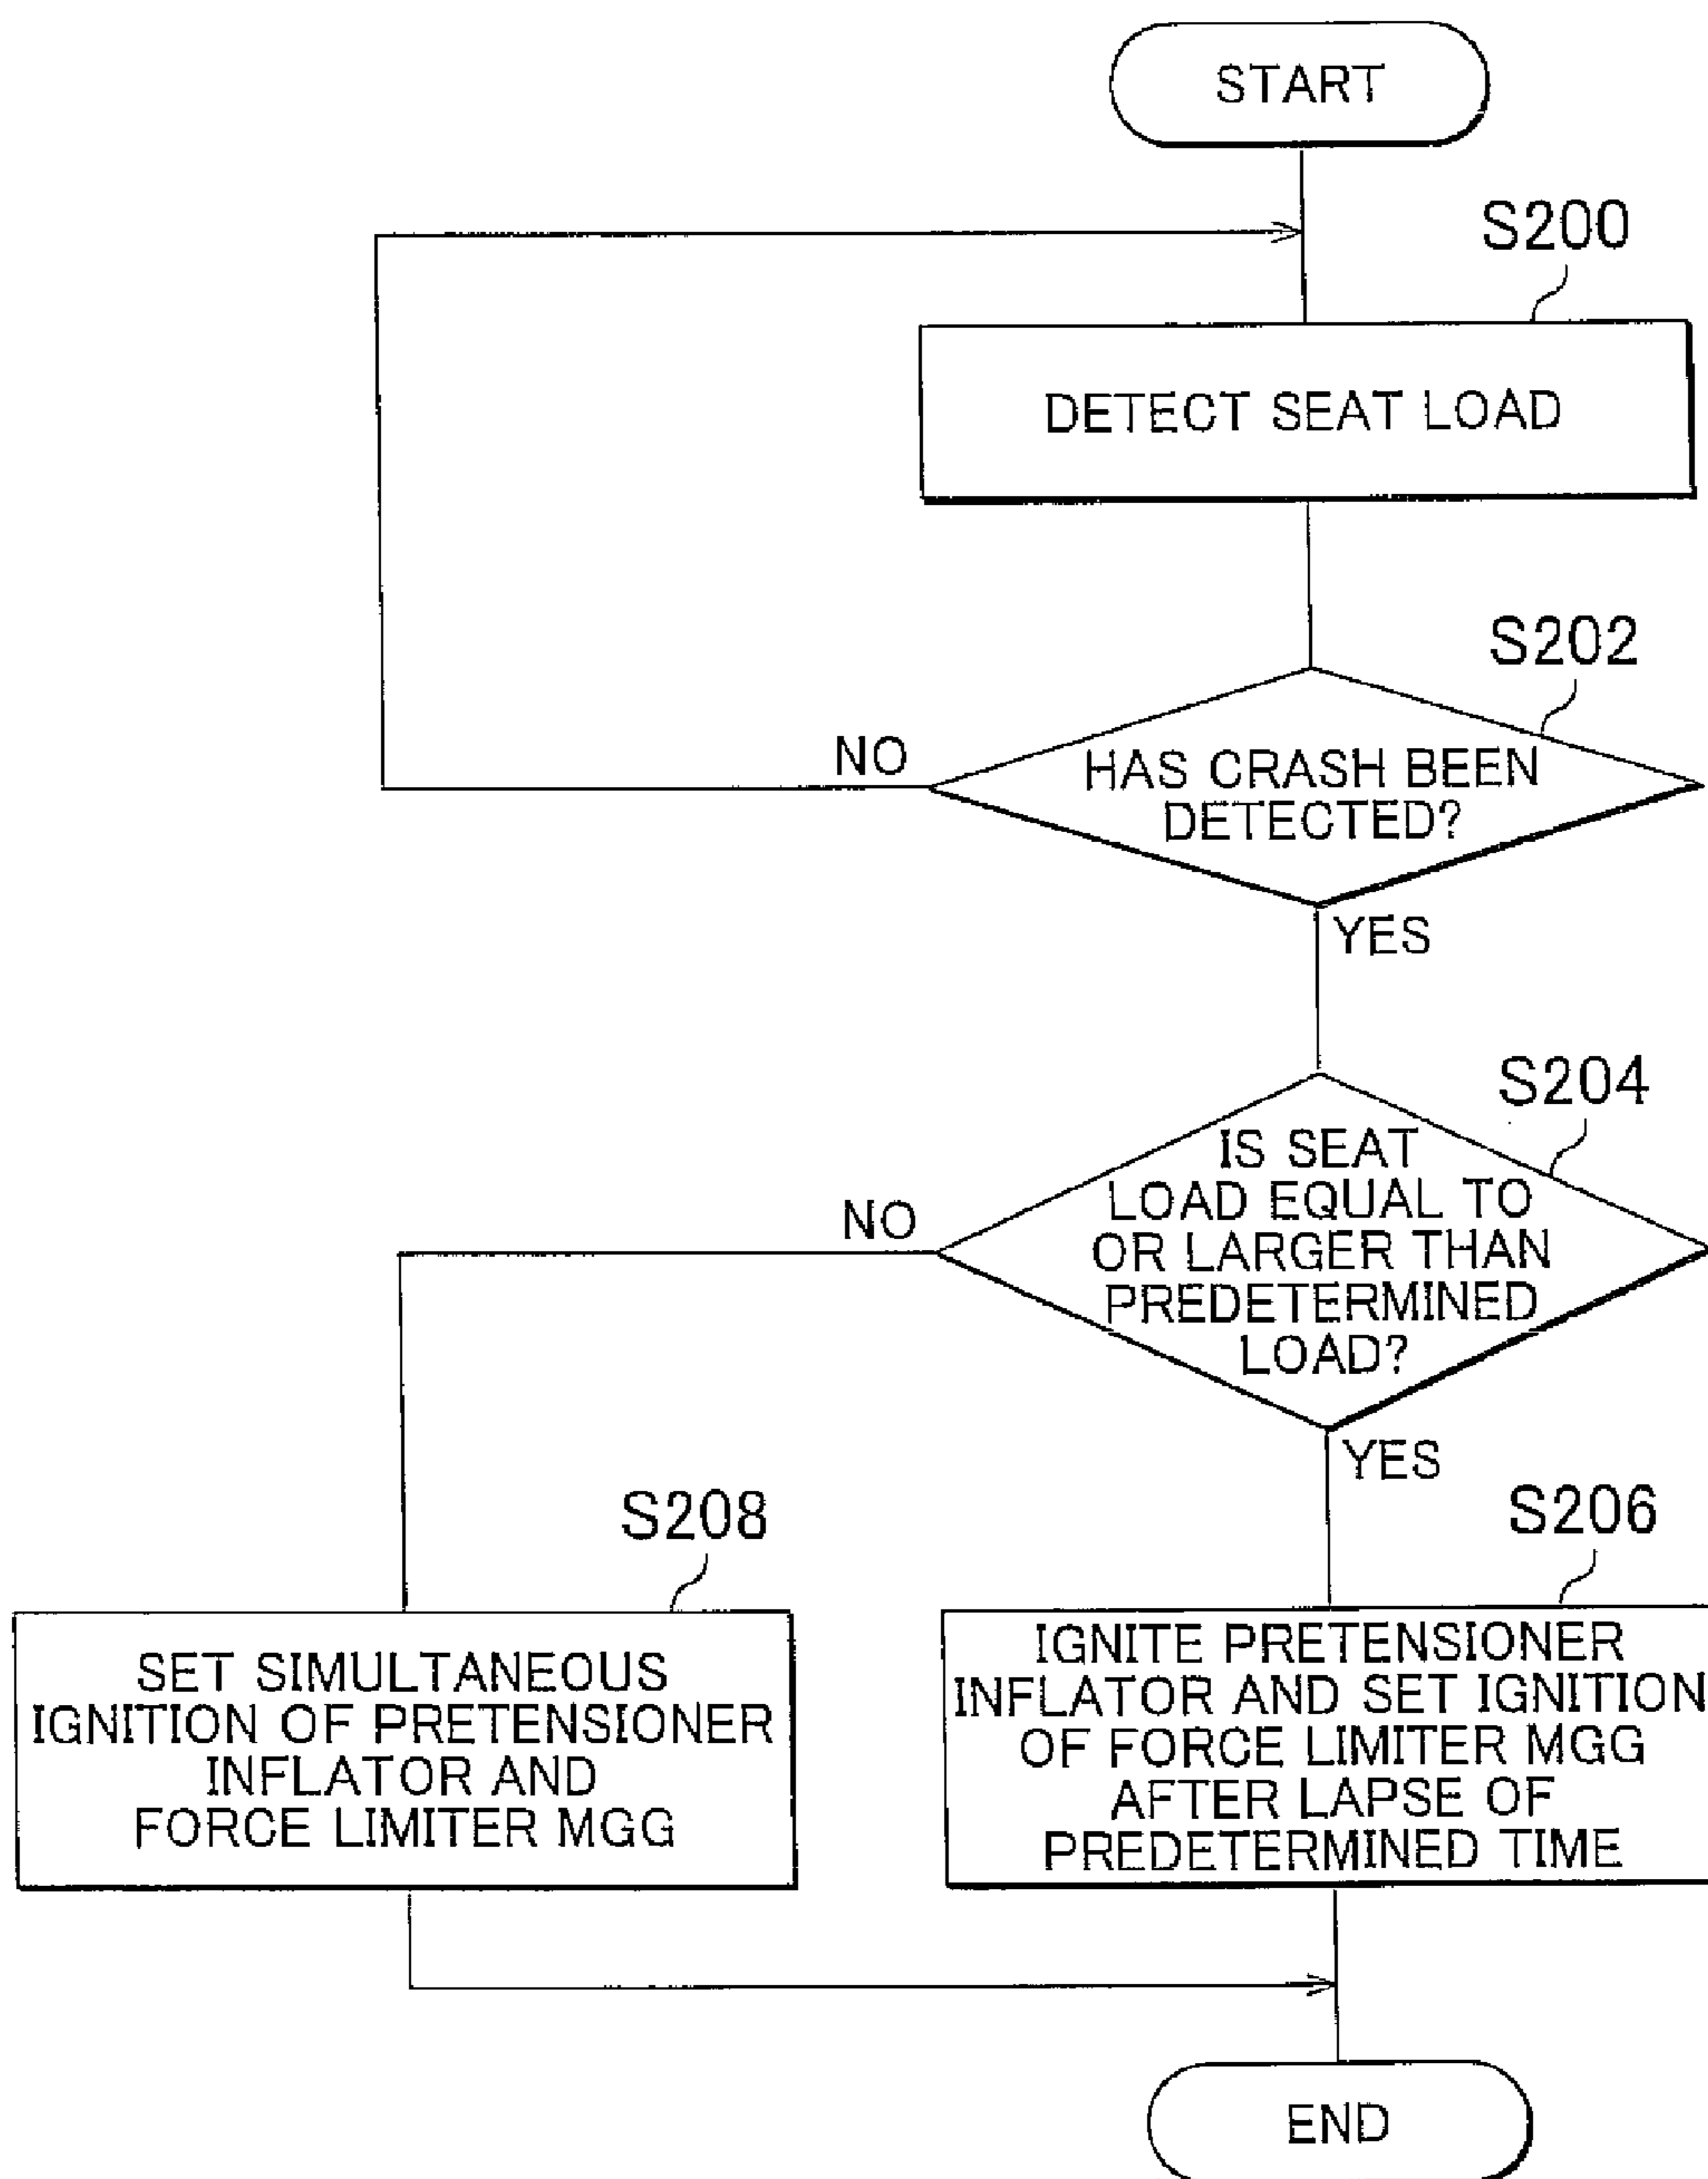 START
S200
DETECT SEAT LOAD
S202
NO
HAS CRASH BEEN
DETECTED?
YES
S204
NO
IS SEAT
LOAD EQUAL TO
OR LARGER THAN
PREDETERMINED
LOAD?
YES
S208
S206
SET SIMULTANEOUS
IGNITION OF PRETENSIONER
INFLATOR AND
FORCE LIMITER MGG
IGNITE PRETENSIONER
INFLATOR AND SET IGNITION
OF FORCE LIMITER MGG
AFTER LAPSE OF
PREDETERMINED TIME
END